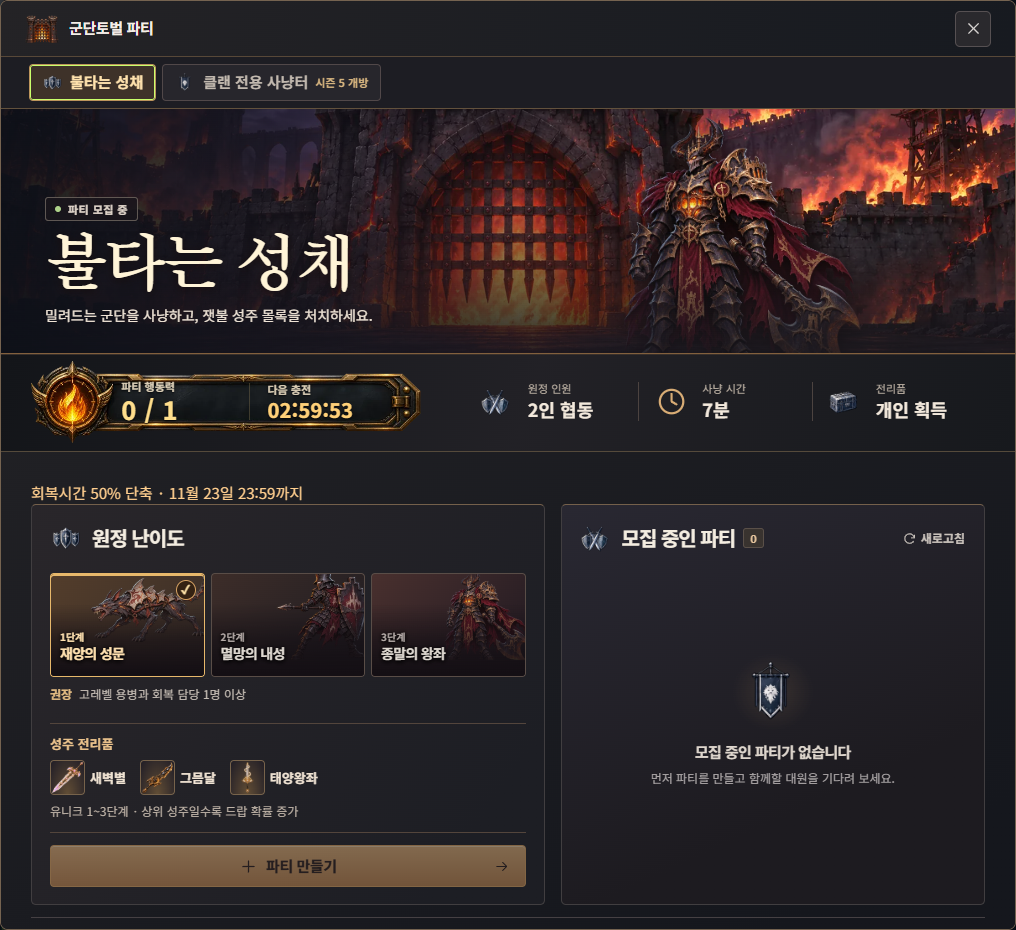 군단토벌 파티
불타는 성채
클랜 전용 사냥터 시즌 5 개방
파티 모집 중
불타는 성채
밀려드는 군단을 사냥하고, 잿불 성주 몰록을 처치하세요.
파티 행동력
0 / 1
다음 충전
02:59:53
원정 인원
2인 협동
사냥 시간
7분
전리품
개인 획득
회복시간 50% 단축 · 11월 23일 23:59까지
원정 난이도
1단계
재앙의 성문
2단계
멸망의 내성
3단계
종말의 왕좌
권장 고레벨 용병과 회복 담당 1명 이상
성주 전리품
새벽별
그믐달
태양왕좌
유니크 1~3단계 · 상위 성주일수록 드랍 확률 증가
+ 파티 만들기 →
모집 중인 파티 0
새로고침
모집 중인 파티가 없습니다
먼저 파티를 만들고 함께할 대원을 기다려 보세요.